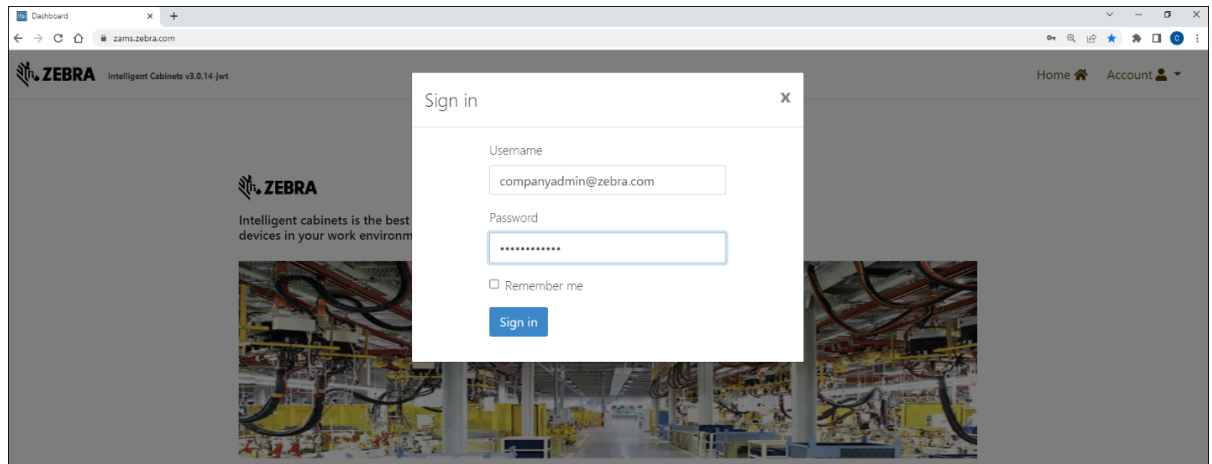 Dashboard
zams.zebra.com
ZEBRA Intelligent Cabinets v3.0.14-jwt
Home Account
Sign in x
Username
companyadmin@zebra.com
Password
••••••••••••
Remember me
Sign in
ZEBRA
Intelligent cabinets is the best
devices in your work environm